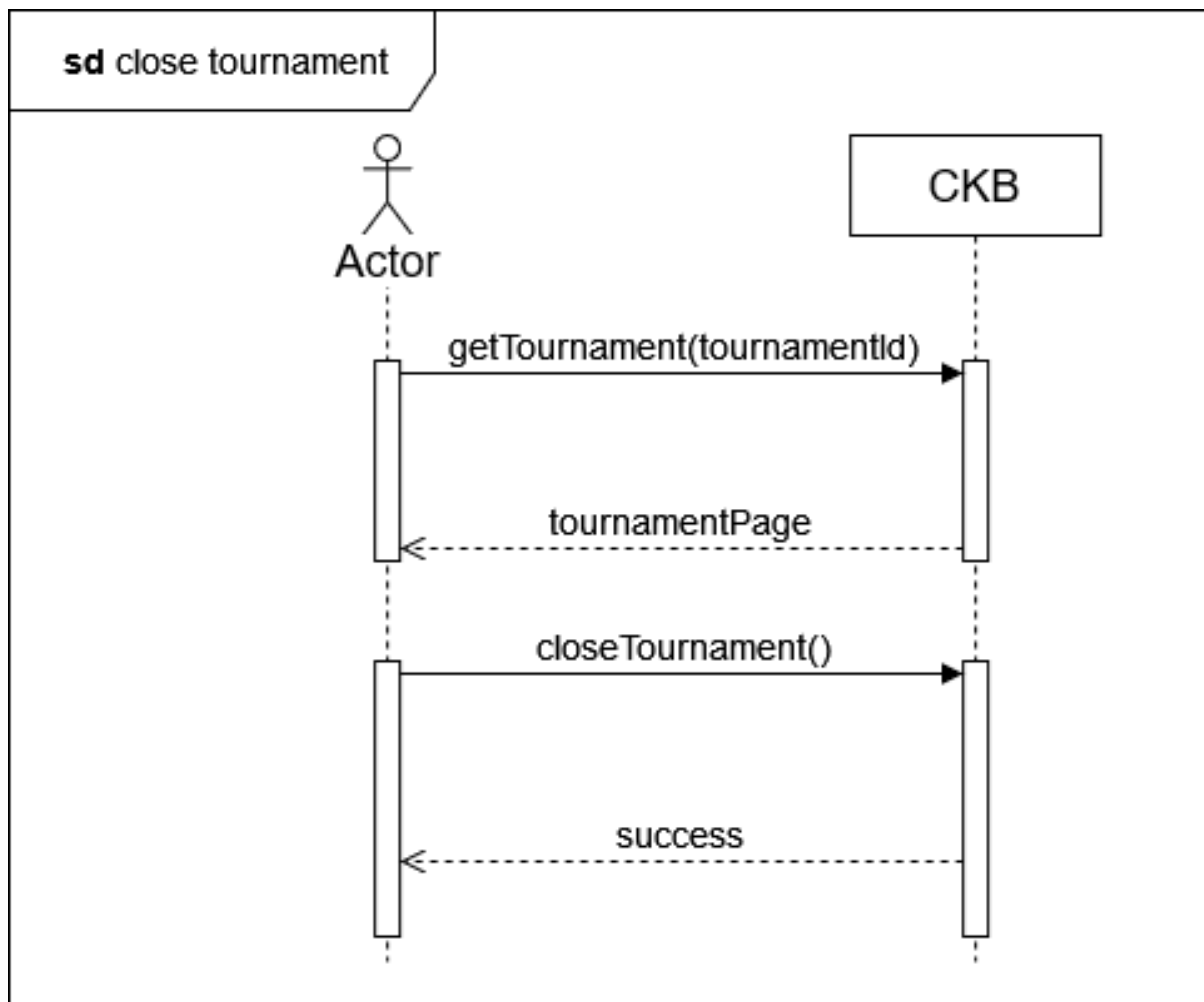 sd close tournament
Actor
CKB
getTournament(tournamentId)
tournamentPage
closeTournament()
success